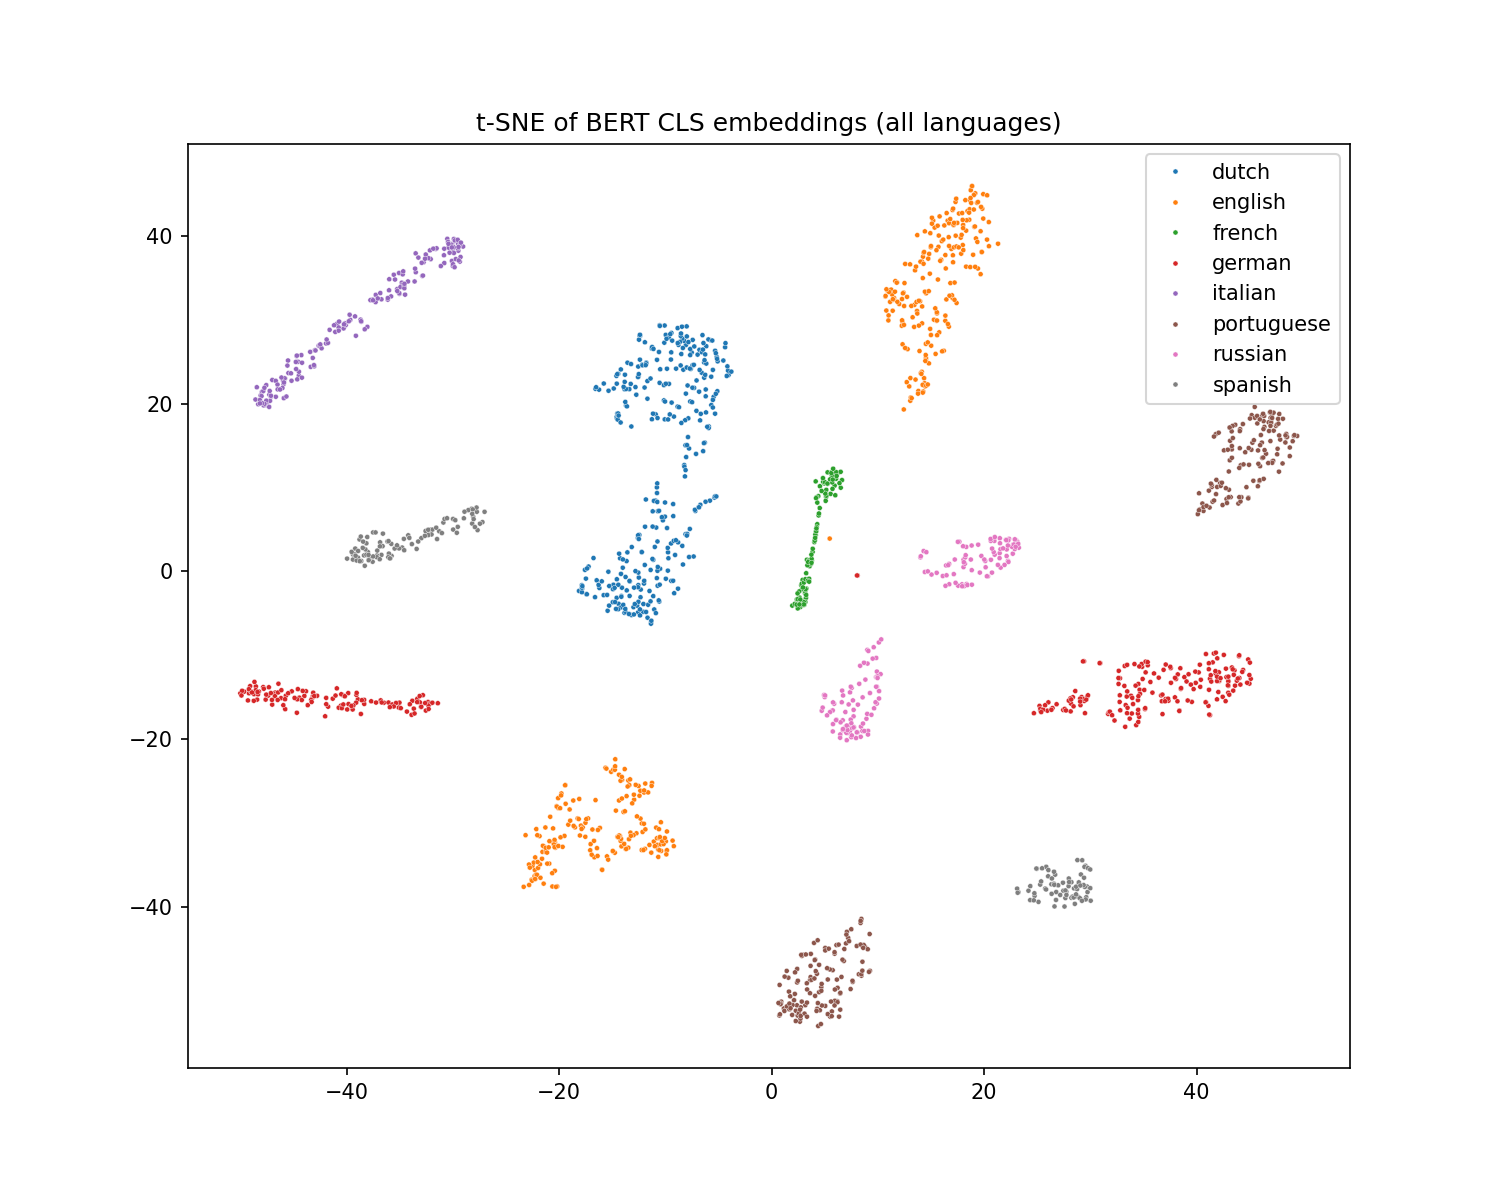 t-SNE of BERT CLS embeddings (all languages)
dutch
english
french
german
italian
portuguese
russian
spanish
40
20
0
−20
−40
−40
−20
0
20
40